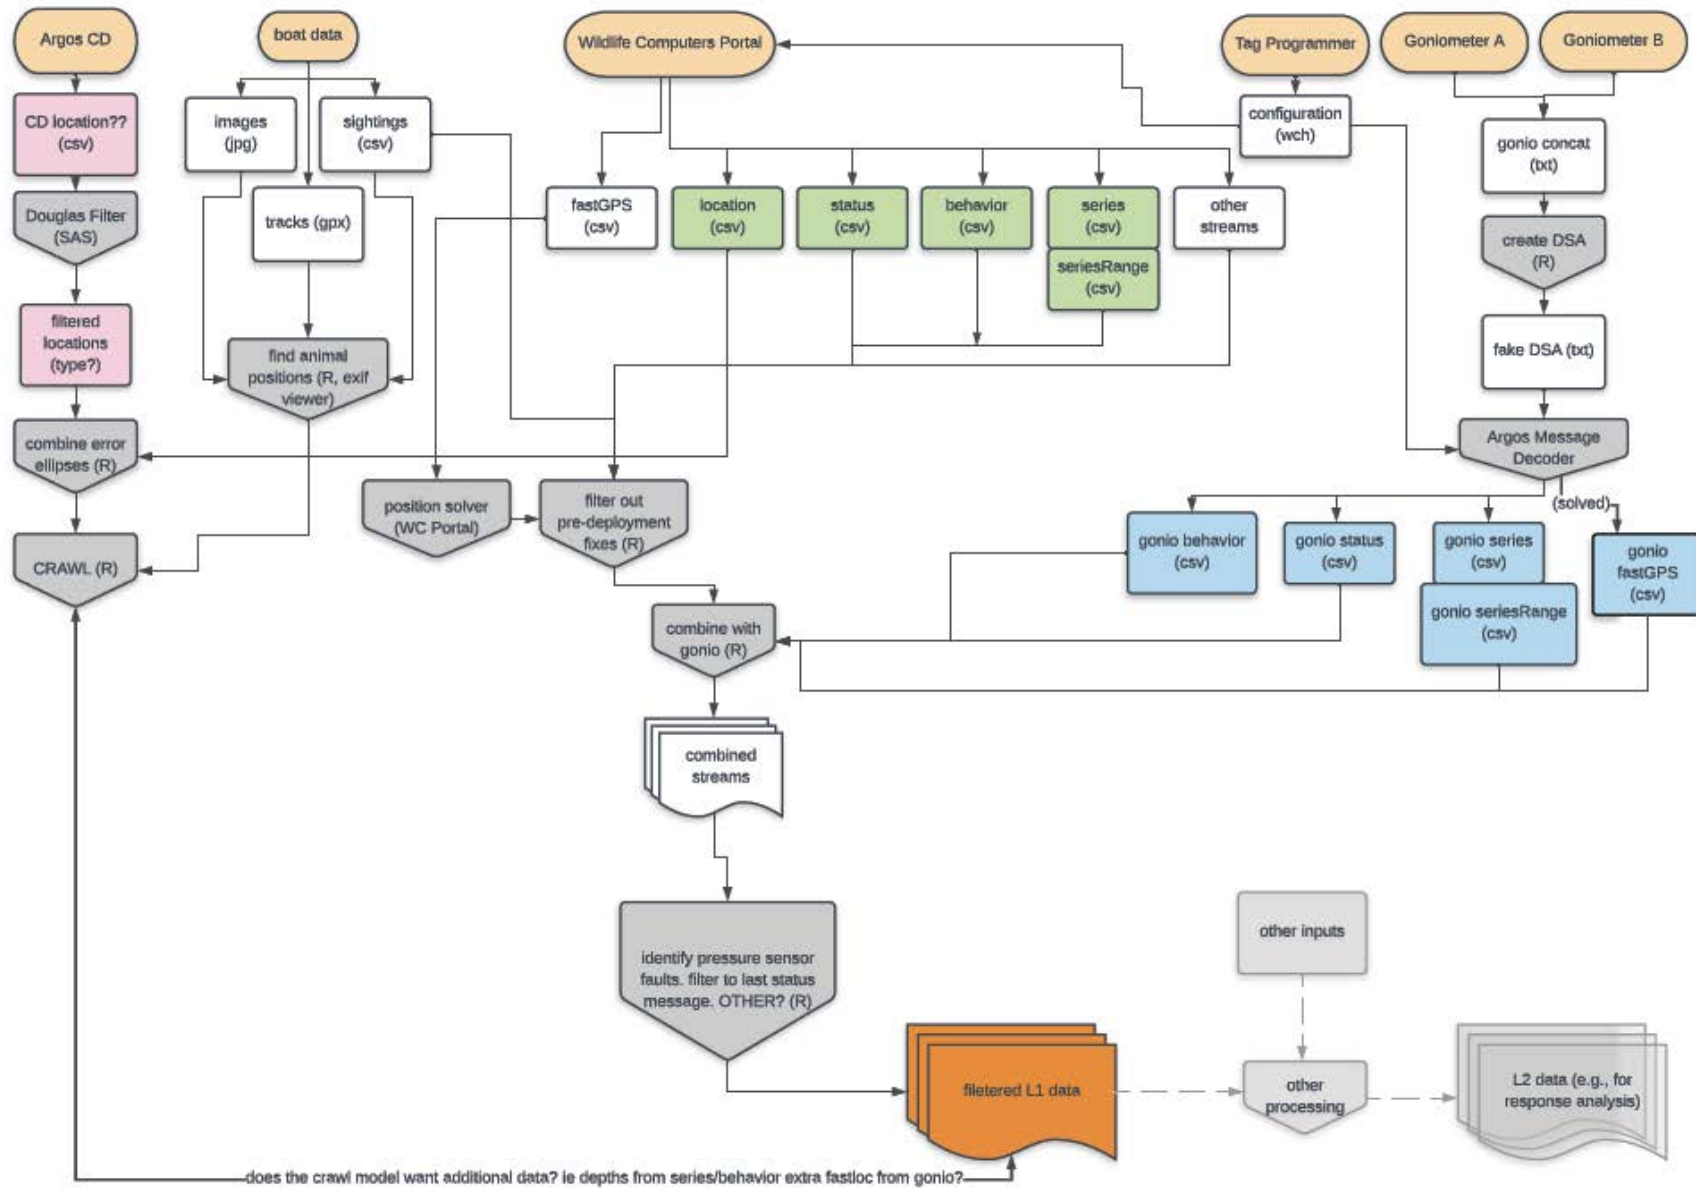 Argos CD
boat data
Wildlife Computers Portal
Tag Programmer
Goniometer A
Goniometer B
CD location??
(csv)
images
(jpg)
sightings
(csv)
configuration
(wch)
gonio concat
(txt)
Douglas Filter
(SAS)
tracks (gpx)
fastGPS
(csv)
location
(csv)
status
(csv)
behavior
(csv)
series
(csv)
other
streams
create DSA
(R)
seriesRange
(csv)
filtered
locations
(type?)
find animal
positions (R, exif
viewer)
fake DSA (txt)
combine error
ellipses (R)
Argos Message
Decoder
position solver
(WC Portal)
filter out
pre-deployment
fixes (R)
(solved)
CRAWL (R)
gonio behavior
(csv)
gonio status
(csv)
gonio series
(csv)
gonio
fastGPS
(csv)
gonio seriesRange
(csv)
combine with
gonio (R)
combined
streams
identify pressure sensor
faults. filter to last status
message. OTHER? (R)
other inputs
filetered L1 data
other
processing
L2 data (e.g., for
response analysis)
does the crawl model want additional data? ie depths from series/behavior extra fastloc from gonio?